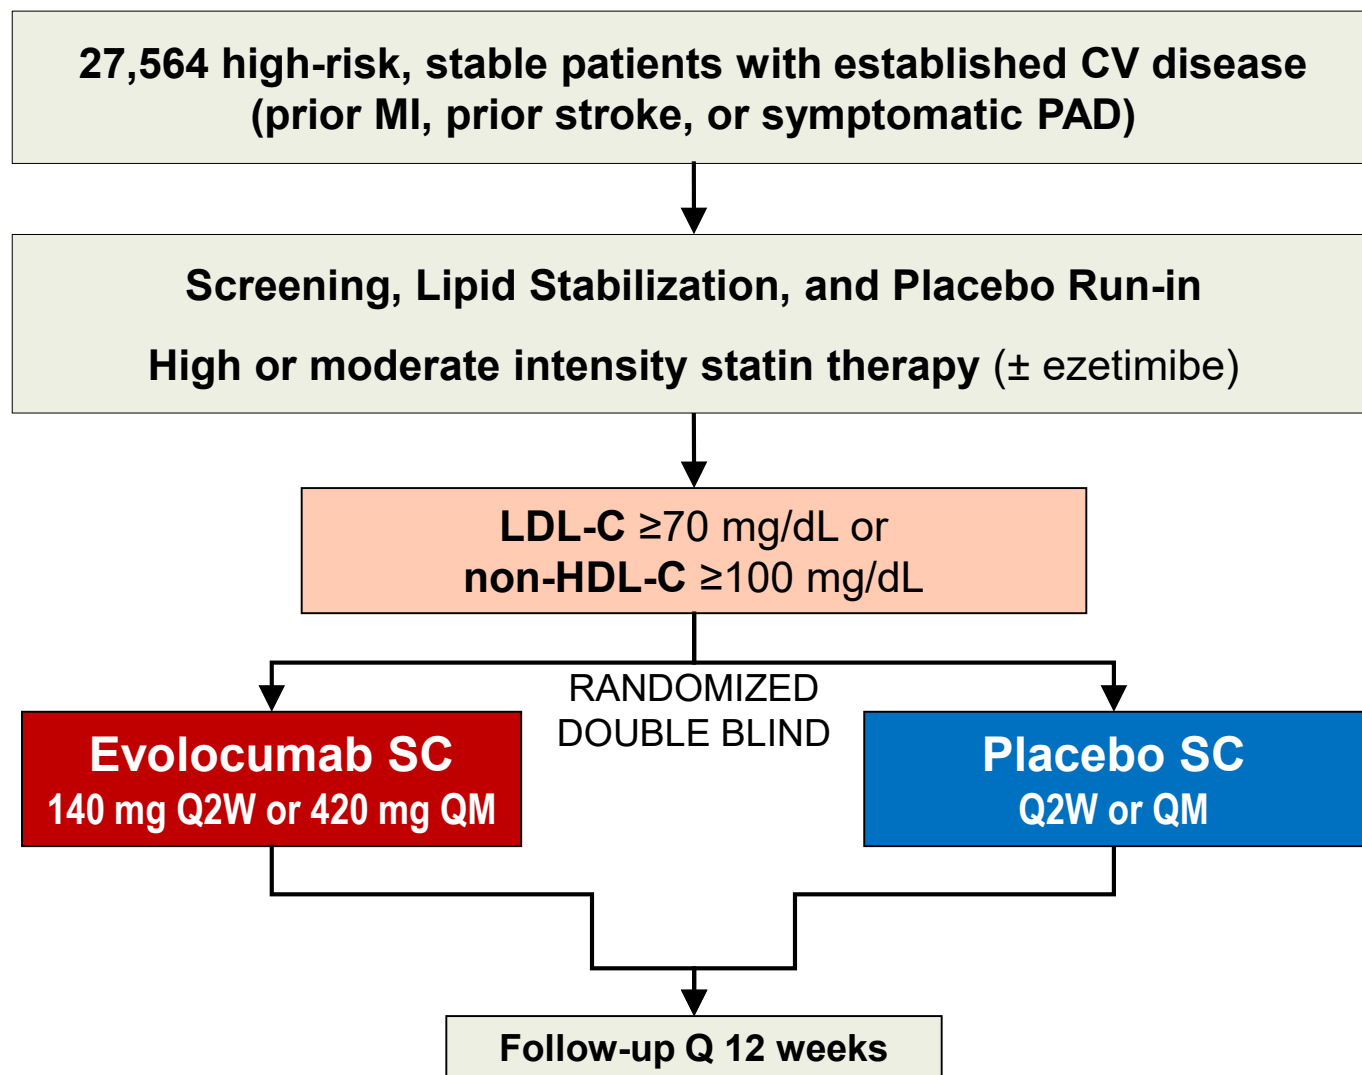 27,564 high-risk, stable patients with established CV disease
(prior MI, prior stroke, or symptomatic PAD)
Screening, Lipid Stabilization, and Placebo Run-in
High or moderate intensity statin therapy (± ezetimibe)
LDL-C ≥70 mg/dL or
non-HDL-C ≥100 mg/dL
RANDOMIZED
DOUBLE BLIND
Evolocumab SC
140 mg Q2W or 420 mg QM
Placebo SC
Q2W or QM
Follow-up Q 12 weeks